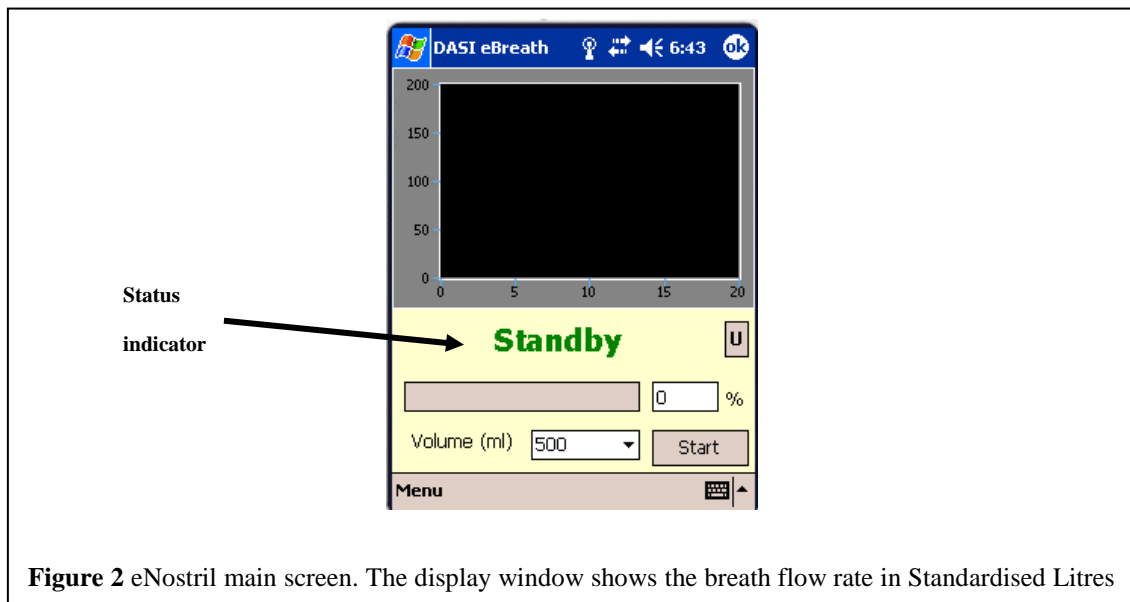 DASI eBreath 6:43 ok
200
150
100
50
0
0 5 10 15 20
Status
indicator
Standby U
0 %
Volume (ml) 500 Start
Menu
Figure 2 eNostril main screen. The display window shows the breath flow rate in Standardised Litres